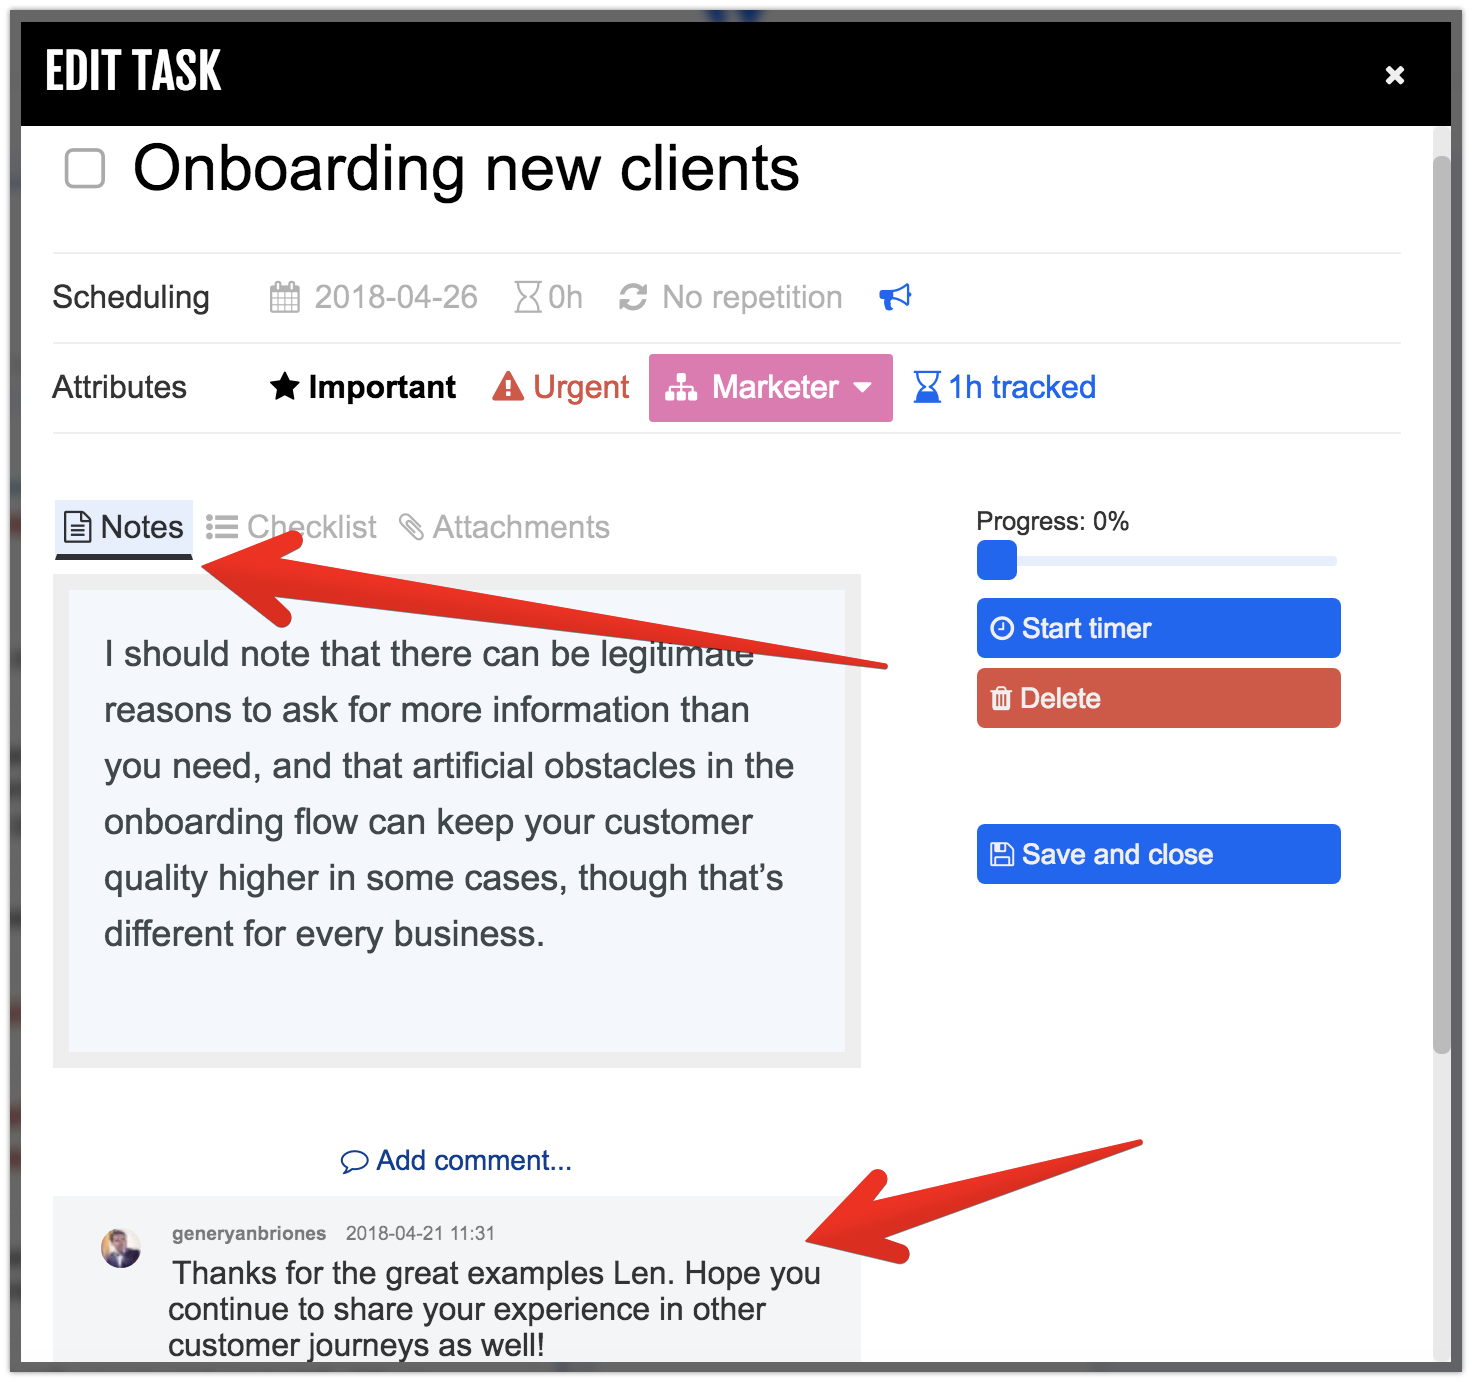 EDIT TASK
Onboarding new clients
Scheduling 2018-04-26 0h No repetition
Attributes Important Urgent Marketer 1h tracked
Notes Checklist Attachments
Progress: 0%
Start timer
Delete
Save and close
I should note that there can be legitimate
reasons to ask for more information than
you need, and that artificial obstacles in the
onboarding flow can keep your customer
quality higher in some cases, though that’s
different for every business.
Add comment...
generyanbriones 2018-04-21 11:31
Thanks for the great examples Len. Hope you
continue to share your experience in other
customer journeys as well!